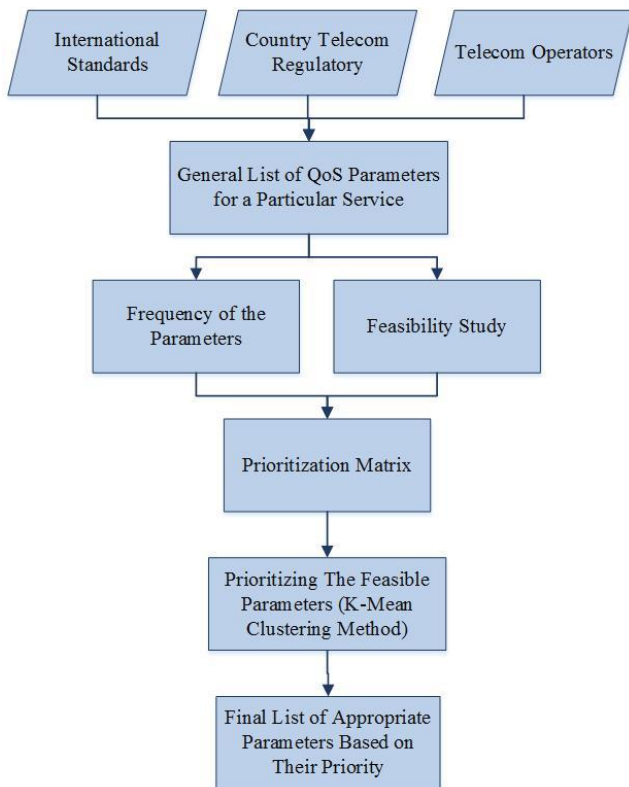 International
Standards
Country Telecom
Regulatory
Telecom Operators
General List of QoS Parameters
for a Particular Service
Frequency of the
Parameters
Feasibility Study
Prioritization Matrix
Prioritizing The Feasible
Parameters (K-Mean
Clustering Method)
Final List of Appropriate
Parameters Based on
Their Priority